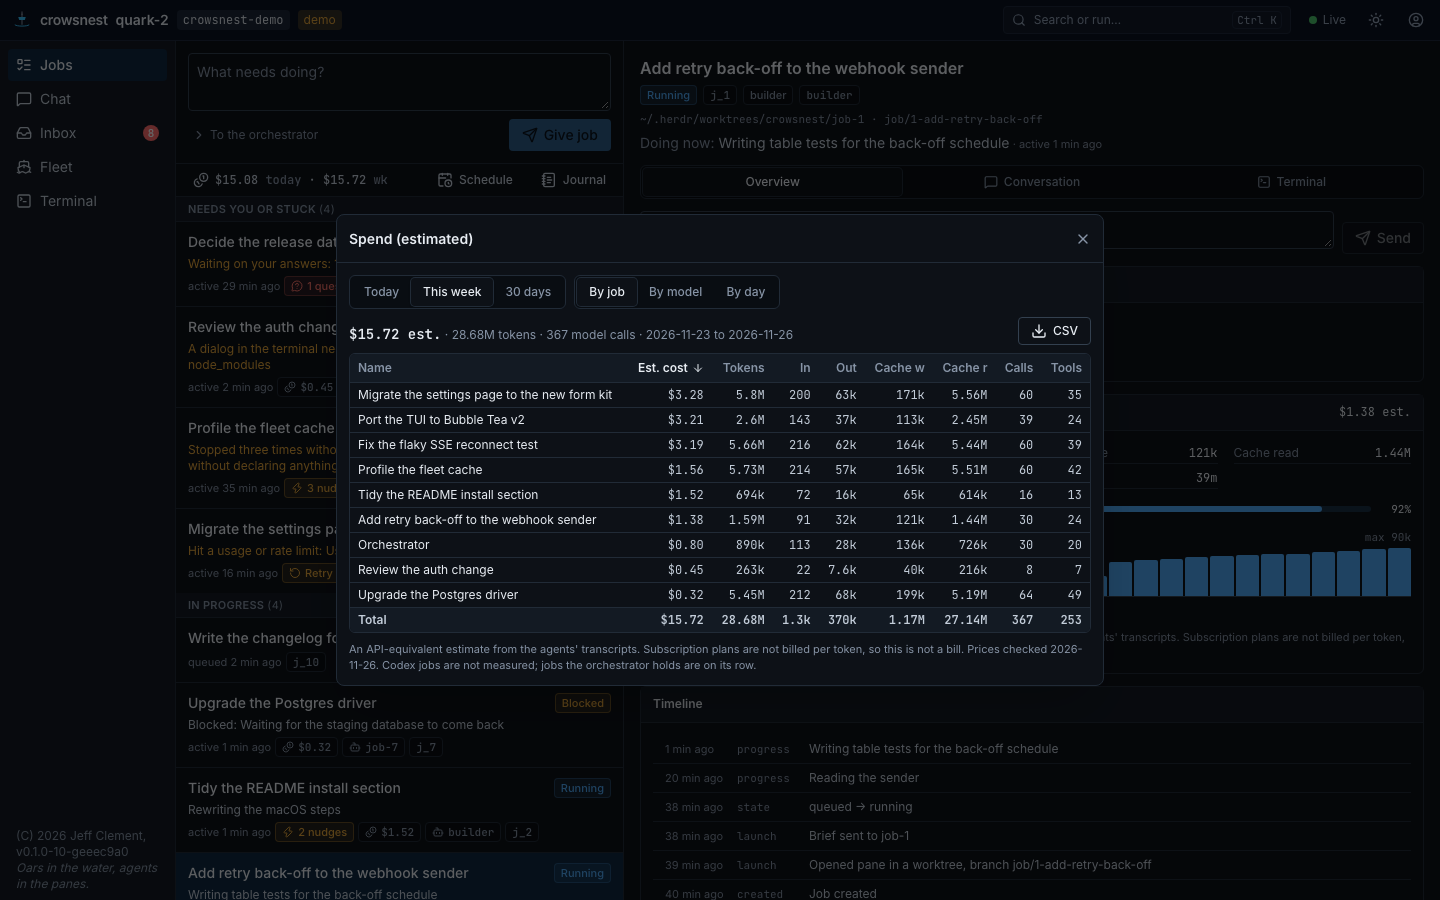 crowsnest quark-2 crowsnest-demo demo
Search or run... Ctrl K Live
Jobs
Chat
Inbox 8
Fleet
Terminal
(C) 2026 Jeff Clement,
v0.1.0-10-geeec9a0
Oars in the water, agents
in the panes.
What needs doing?
To the orchestrator Give job
$15.08 today · $15.72 wk Schedule Journal
NEEDS YOU OR STUCK (4)
Decide the release dat
Waiting on your answers:
active 29 min ago 1 que
Review the auth chang
A dialog in the terminal ne
node_modules
active 2 min ago $0.45
Profile the fleet cache
Stopped three times witho
without declaring anything
active 35 min ago 3 nud
Migrate the settings pa
Hit a usage or rate limit: U
active 16 min ago Retry
IN PROGRESS (4)
Write the changelog fo
queued 2 min ago j_10
Upgrade the Postgres driver Blocked
Blocked: Waiting for the staging database to come back
active 1 min ago $0.32 job-7 j_7
Tidy the README install section Running
Rewriting the macOS steps
active 1 min ago 2 nudges $1.52 builder j_2
Add retry back-off to the webhook sender Running
Writing table tests for the back-off schedule
Add retry back-off to the webhook sender
Running j_1 builder builder
~/.herdr/worktrees/crowsnest/job-1 · job/1-add-retry-back-off
Doing now: Writing table tests for the back-off schedule · active 1 min ago
Overview Conversation Terminal
Send
$1.38 est.
e 121k Cache read 1.44M
39m
92%
max 90k
ts' transcripts. Subscription plans are not billed per token,
Timeline
1 min ago progress Writing table tests for the back-off schedule
20 min ago progress Reading the sender
38 min ago state queued → running
38 min ago launch Brief sent to job-1
39 min ago launch Opened pane in a worktree, branch job/1-add-retry-back-off
40 min ago created Job created
Spend (estimated)
Today This week 30 days By job By model By day
$15.72 est. · 28.68M tokens · 367 model calls · 2026-11-23 to 2026-11-26 CSV
Name Est. cost ↓ Tokens In Out Cache w Cache r Calls Tools
Migrate the settings page to the new form kit $3.28 5.8M 200 63k 171k 5.56M 60 35
Port the TUI to Bubble Tea v2 $3.21 2.6M 143 37k 113k 2.45M 39 24
Fix the flaky SSE reconnect test $3.19 5.66M 216 62k 164k 5.44M 60 39
Profile the fleet cache $1.56 5.73M 214 57k 165k 5.51M 60 42
Tidy the README install section $1.52 694k 72 16k 65k 614k 16 13
Add retry back-off to the webhook sender $1.38 1.59M 91 32k 121k 1.44M 30 24
Orchestrator $0.80 890k 113 28k 136k 726k 30 20
Review the auth change $0.45 263k 22 7.6k 40k 216k 8 7
Upgrade the Postgres driver $0.32 5.45M 212 68k 199k 5.19M 64 49
Total $15.72 28.68M 1.3k 370k 1.17M 27.14M 367 253
An API-equivalent estimate from the agents' transcripts. Subscription plans are not billed per token, so this is not a bill. Prices checked 2026-
11-26. Codex jobs are not measured; jobs the orchestrator holds are on its row.